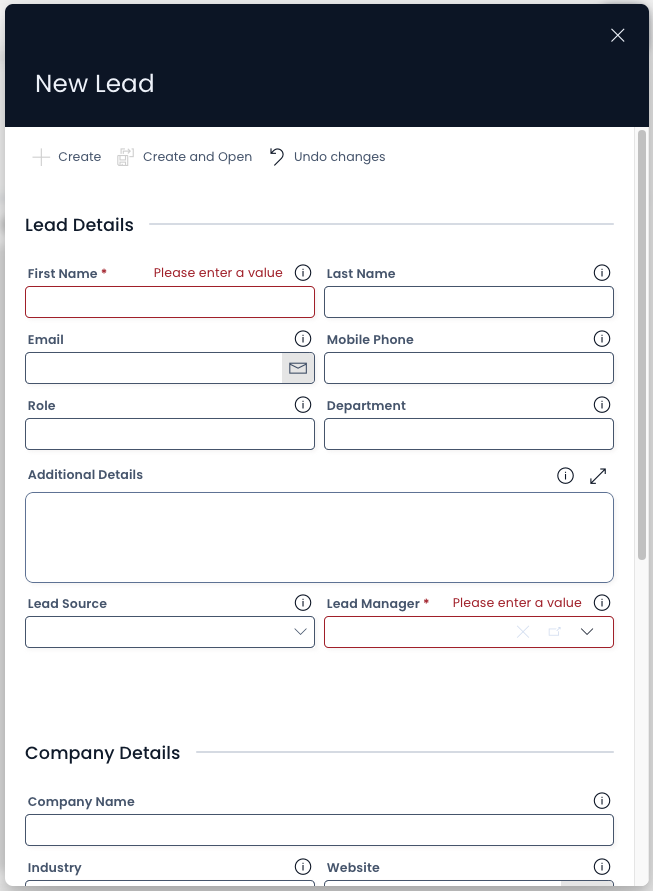 New Lead
Create Create and Open Undo changes
Lead Details
First Name * Please enter a value Last Name
Email Mobile Phone
Role Department
Additional Details
Lead Source Lead Manager * Please enter a value
Company Details
Company Name
Industry Website